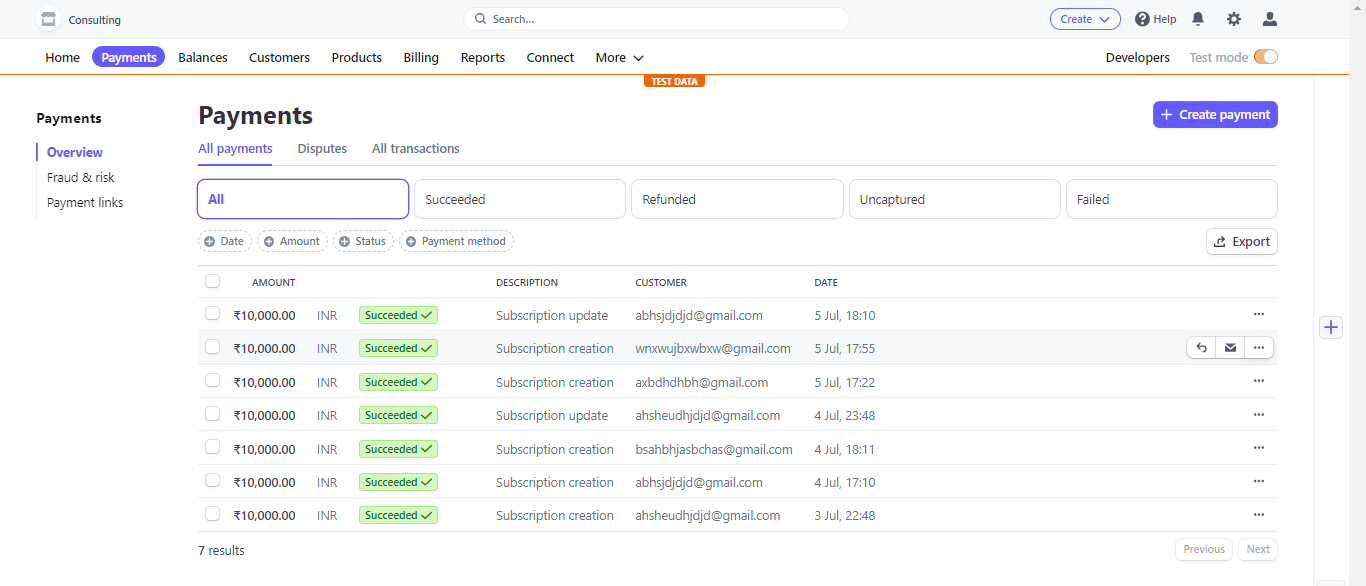 Consulting Search... Create Help
Home Payments Balances Customers Products Billing Reports Connect More Developers Test mode
TEST DATA
Payments
Overview
Fraud & risk
Payment links
Payments Create payment
All payments Disputes All transactions
All Succeeded Refunded Uncaptured Failed
Date Amount Status Payment method Export
AMOUNT DESCRIPTION CUSTOMER DATE
₹10,000.00 INR Succeeded Subscription update abhsjdjdjd@gmail.com 5 Jul, 18:10
₹10,000.00 INR Succeeded Subscription creation wnxwujbxwbxw@gmail.com 5 Jul, 17:55
₹10,000.00 INR Succeeded Subscription creation axbdhdhbh@gmail.com 5 Jul, 17:22
₹10,000.00 INR Succeeded Subscription update ahsheudhjdjd@gmail.com 4 Jul, 23:48
₹10,000.00 INR Succeeded Subscription creation bsahbhjasbchas@gmail.com 4 Jul, 18:11
₹10,000.00 INR Succeeded Subscription creation abhsjdjdjd@gmail.com 4 Jul, 17:10
₹10,000.00 INR Succeeded Subscription creation ahsheudhjdjd@gmail.com 3 Jul, 22:48
7 results Previous Next